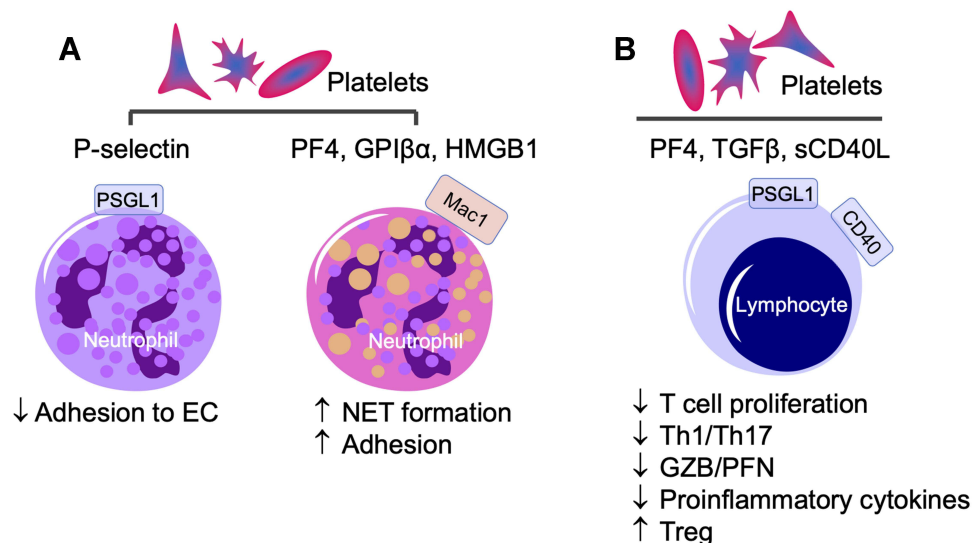 A
Platelets
P-selectin
PF4, GPIβα, HMGB1
PSGL1
Mac1
Neutrophil
Neutrophil
↓ Adhesion to EC
↑ NET formation
↑ Adhesion
B
Platelets
PF4, TGFβ, sCD40L
PSGL1
CD40
Lymphocyte
↓ T cell proliferation
↓ Th1/Th17
↓ GZB/PFN
↓ Proinflammatory cytokines
↑ Treg